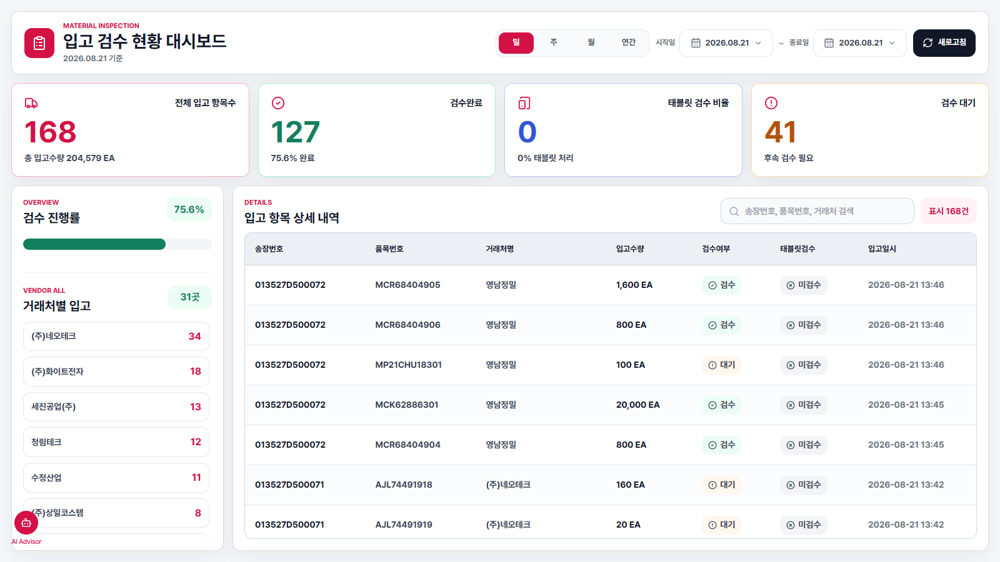 MATERIAL INSPECTION
입고 검수 현황 대시보드
2026.08.21 기준
일 주 월 연간 시작일 2026.08.21 ~ 종료일 2026.08.21 새로고침
전체 입고 항목수
168
총 입고수량 204,579 EA
검수완료
127
75.6% 완료
태블릿 검수 비율
0
0% 태블릿 처리
검수 대기
41
후속 검수 필요
OVERVIEW
검수 진행률
75.6%
VENDOR ALL
거래처별 입고
31곳
(주)네오테크 34
(주)화이트전자 18
세진공업(주) 13
청림테크 12
수정산업 11
(주)상일코스템 8
AI Advisor
DETAILS
입고 항목 상세 내역
송장번호, 품목번호, 거래처 검색
표시 168건
송장번호 품목번호 거래처명 입고수량 검수여부 태블릿검수 입고일시
013527D500072 MCR68404905 영남정밀 1,600 EA 검수 미검수 2026-08-21 13:46
013527D500072 MCR68404906 영남정밀 800 EA 검수 미검수 2026-08-21 13:46
013527D500072 MP21CHU18301 영남정밀 100 EA 대기 미검수 2026-08-21 13:46
013527D500072 MCK62886301 영남정밀 20,000 EA 검수 미검수 2026-08-21 13:45
013527D500072 MCR68404904 영남정밀 800 EA 검수 미검수 2026-08-21 13:45
013527D500071 AJL74491918 (주)네오테크 160 EA 대기 미검수 2026-08-21 13:42
013527D500071 AJL74491919 (주)네오테크 20 EA 대기 미검수 2026-08-21 13:42